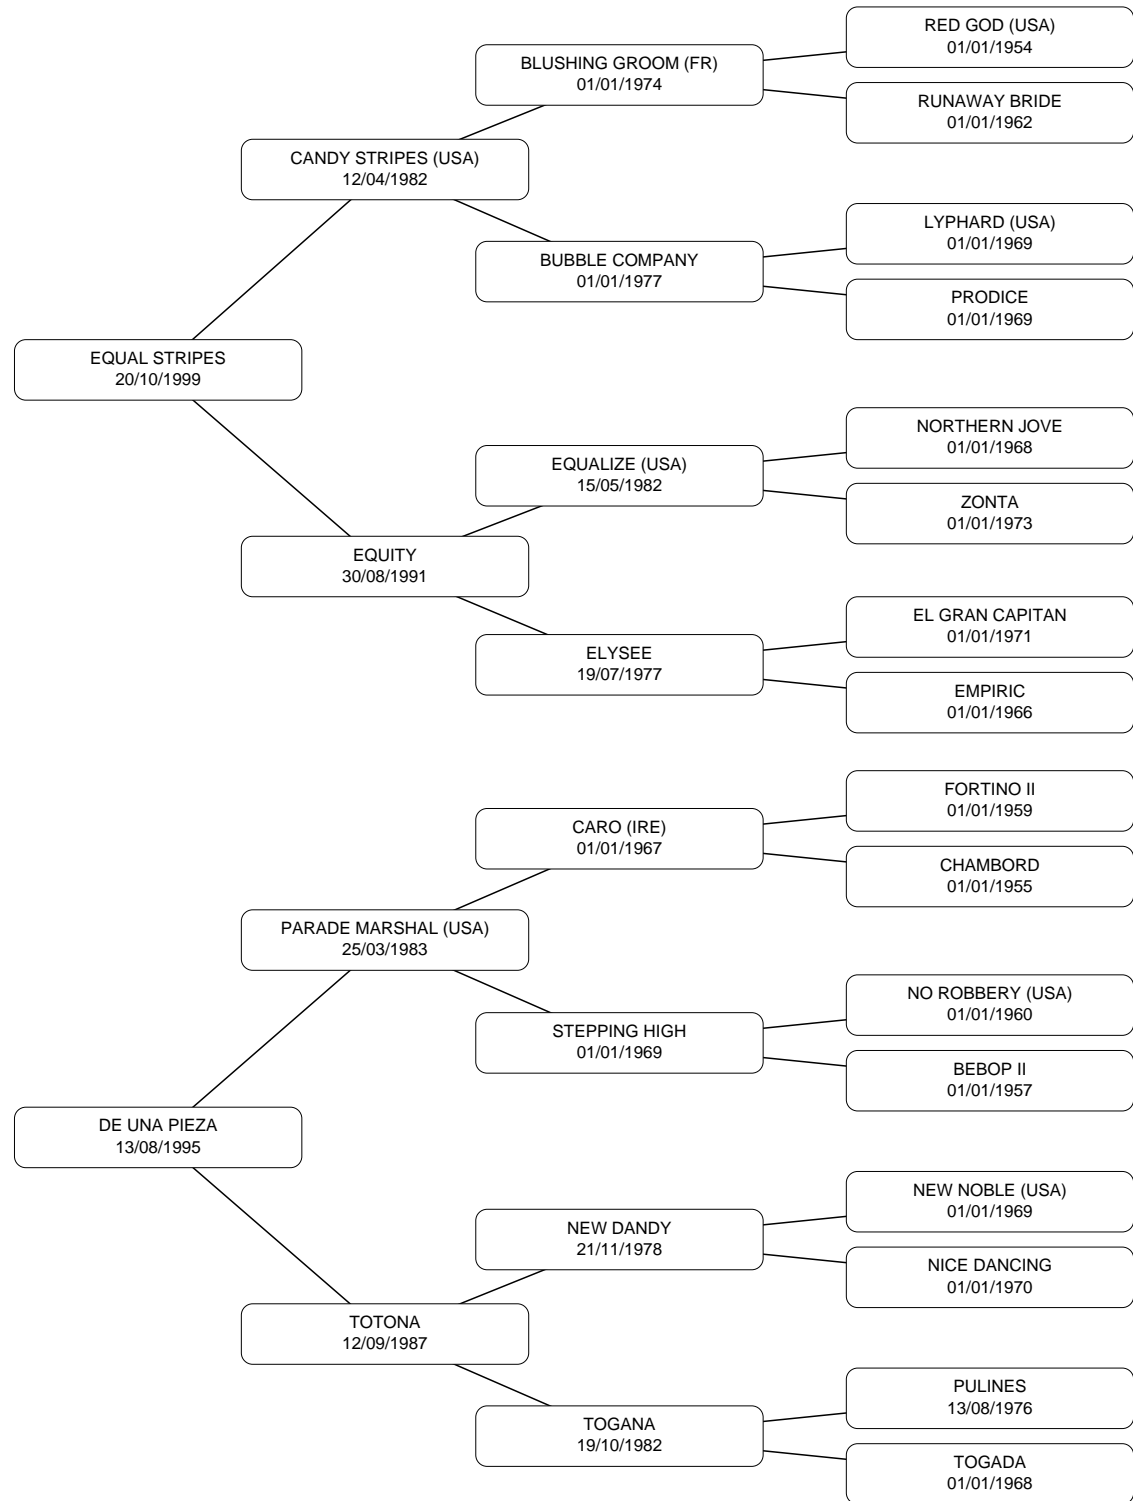 RED GOD (USA)
01/01/1954
BLUSHING GROOM (FR)
01/01/1974
RUNAWAY BRIDE
01/01/1962
CANDY STRIPES (USA)
12/04/1982
LYPHARD (USA)
01/01/1969
BUBBLE COMPANY
01/01/1977
PRODICE
01/01/1969
EQUAL STRIPES
20/10/1999
NORTHERN JOVE
01/01/1968
EQUALIZE (USA)
15/05/1982
ZONTA
01/01/1973
EQUITY
30/08/1991
EL GRAN CAPITAN
01/01/1971
ELYSEE
19/07/1977
EMPIRIC
01/01/1966
FORTINO II
01/01/1959
CARO (IRE)
01/01/1967
CHAMBORD
01/01/1955
PARADE MARSHAL (USA)
25/03/1983
NO ROBBERY (USA)
01/01/1960
STEPPING HIGH
01/01/1969
BEBOP II
01/01/1957
DE UNA PIEZA
13/08/1995
NEW NOBLE (USA)
01/01/1969
NEW DANDY
21/11/1978
NICE DANCING
01/01/1970
TOTONA
12/09/1987
PULINES
13/08/1976
TOGANA
19/10/1982
TOGADA
01/01/1968